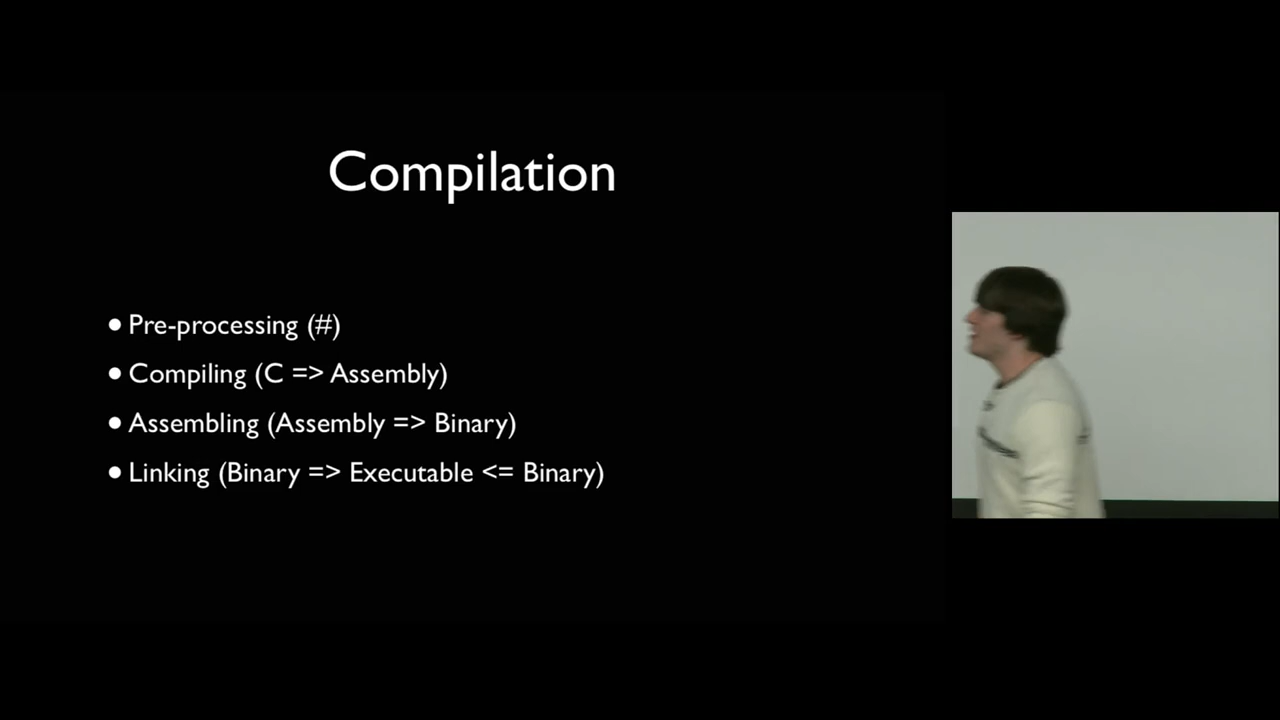 Compilation
• Pre-processing (#)
• Compiling (C => Assembly)
• Assembling (Assembly => Binary)
• Linking (Binary => Executable <= Binary)